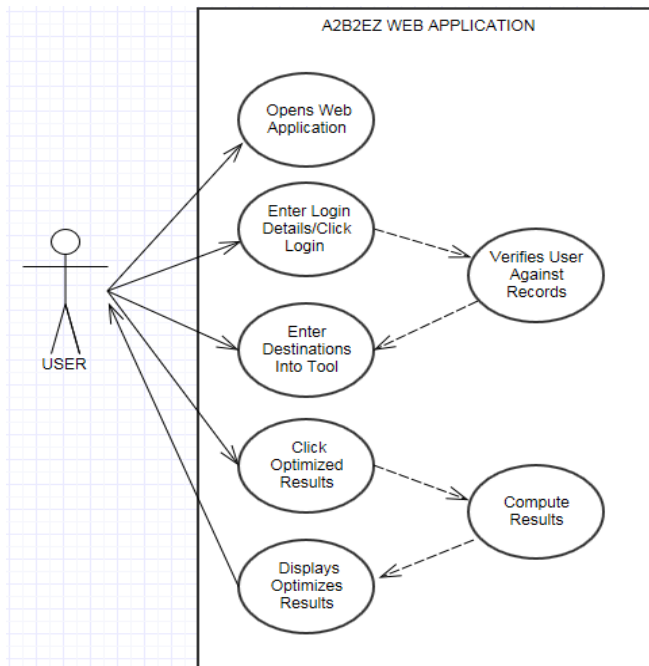 A2B2EZ WEB APPLICATION
Opens Web
Application
Enter Login
Details/Click
Login
Verifies User
Against
Records
USER
Enter
Destinations
Into Tool
Click
Optimized
Results
Compute
Results
Displays
Optimizes
Results